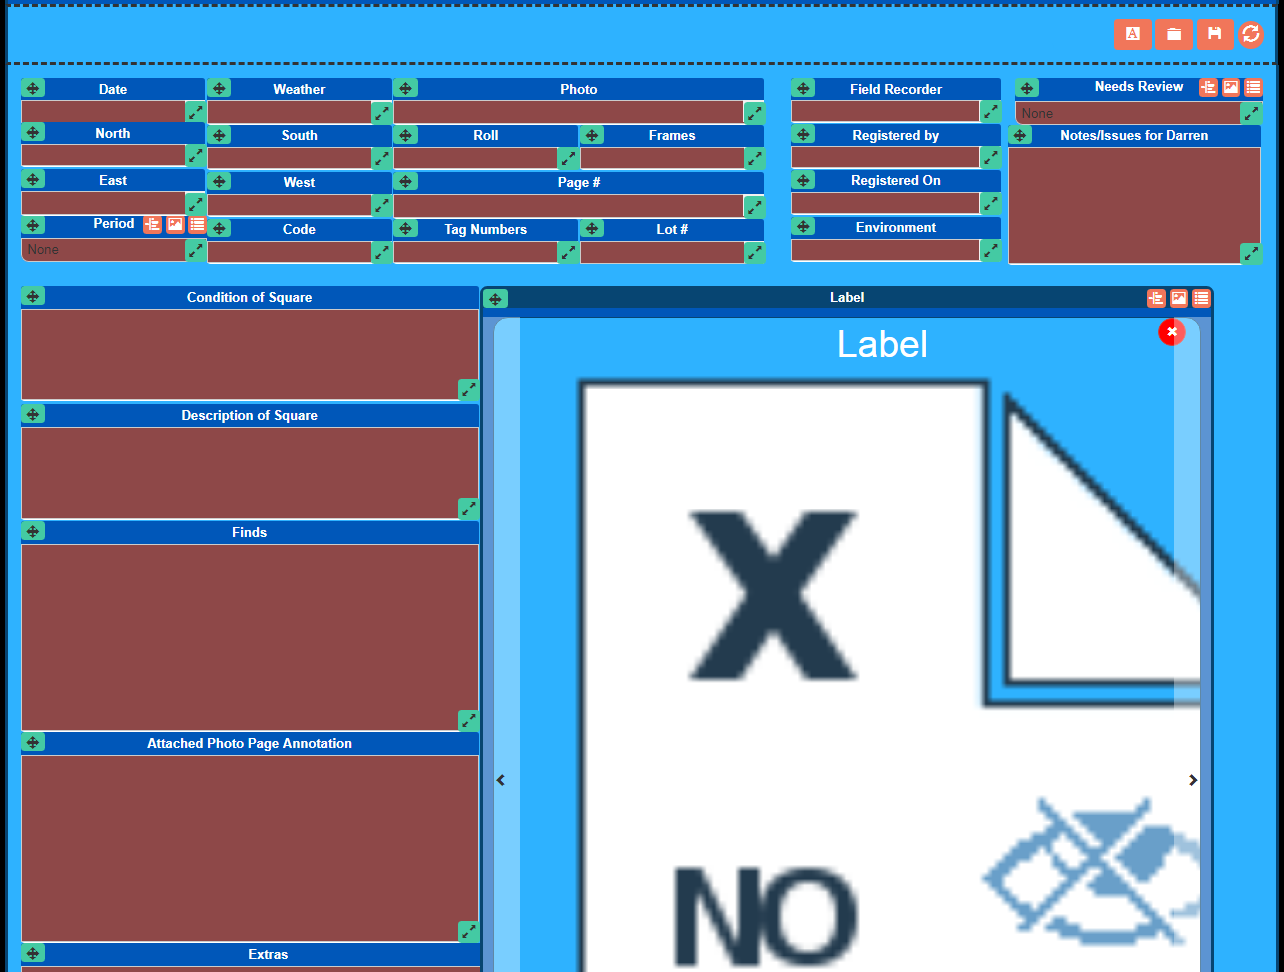 A
Date
Weather
Photo
Field Recorder
Needs Review
None
North
South
Roll
Frames
Registered by
Notes/Issues for Darren
East
West
Page #
Registered On
Period
None
Code
Tag Numbers
Lot #
Environment
Condition of Square
Label
Label
Description of Square
X
Finds
Attached Photo Page Annotation
NO
Extras